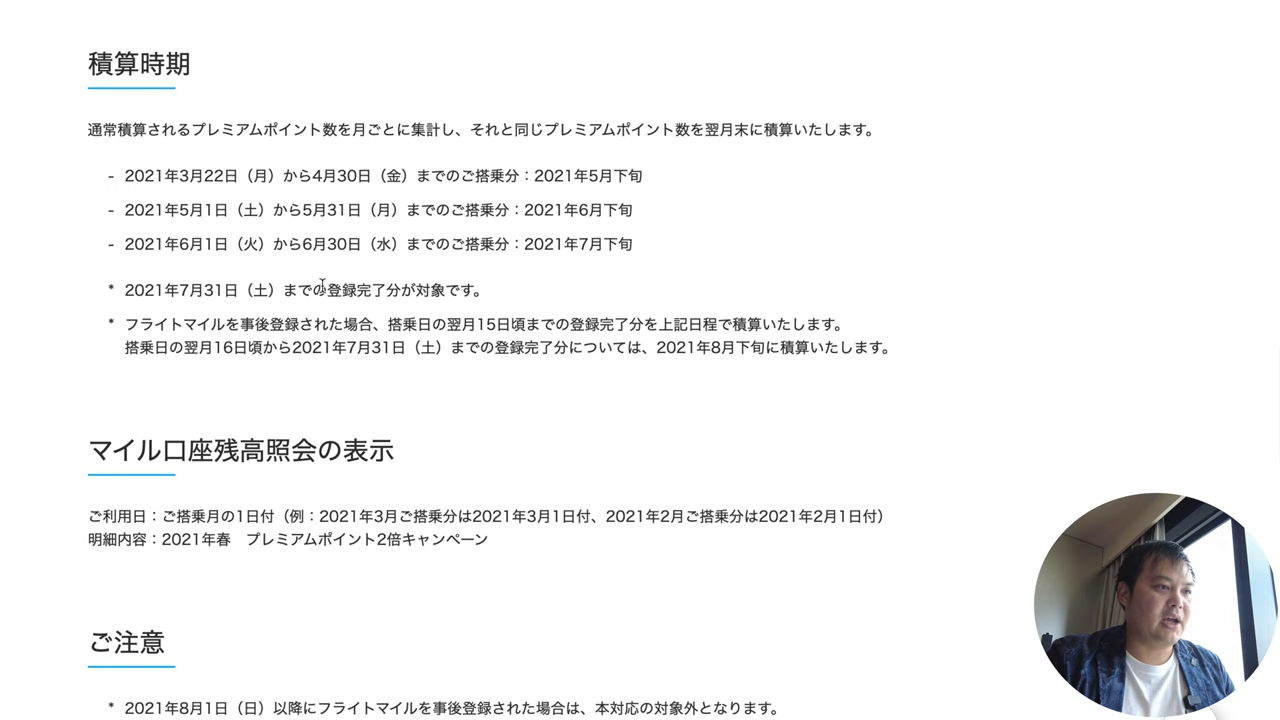 積算時期
通常積算されるプレミアムポイント数を月ごとに集計し、それと同じプレミアムポイント数を翌月末に積算いたします。
- 2021年3月22日（月）から4月30日（金）までのご搭乗分：2021年5月下旬
- 2021年5月1日（土）から5月31日（月）までのご搭乗分：2021年6月下旬
- 2021年6月1日（火）から6月30日（水）までのご搭乗分：2021年7月下旬
* 2021年7月31日（土）までの登録完了分が対象です。
* フライトマイルを事後登録された場合、搭乗日の翌月15日頃までの登録完了分を上記日程で積算いたします。
搭乗日の翌月16日頃から2021年7月31日（土）までの登録完了分については、2021年8月下旬に積算いたします。
マイル口座残高照会の表示
ご利用日：ご搭乗月の1日付（例：2021年3月ご搭乗分は2021年3月1日付、2021年2月ご搭乗分は2021年2月1日付）
明細内容：2021年春　プレミアムポイント2倍キャンペーン
ご注意
* 2021年8月1日（日）以降にフライトマイルを事後登録された場合は、本対応の対象外となります。